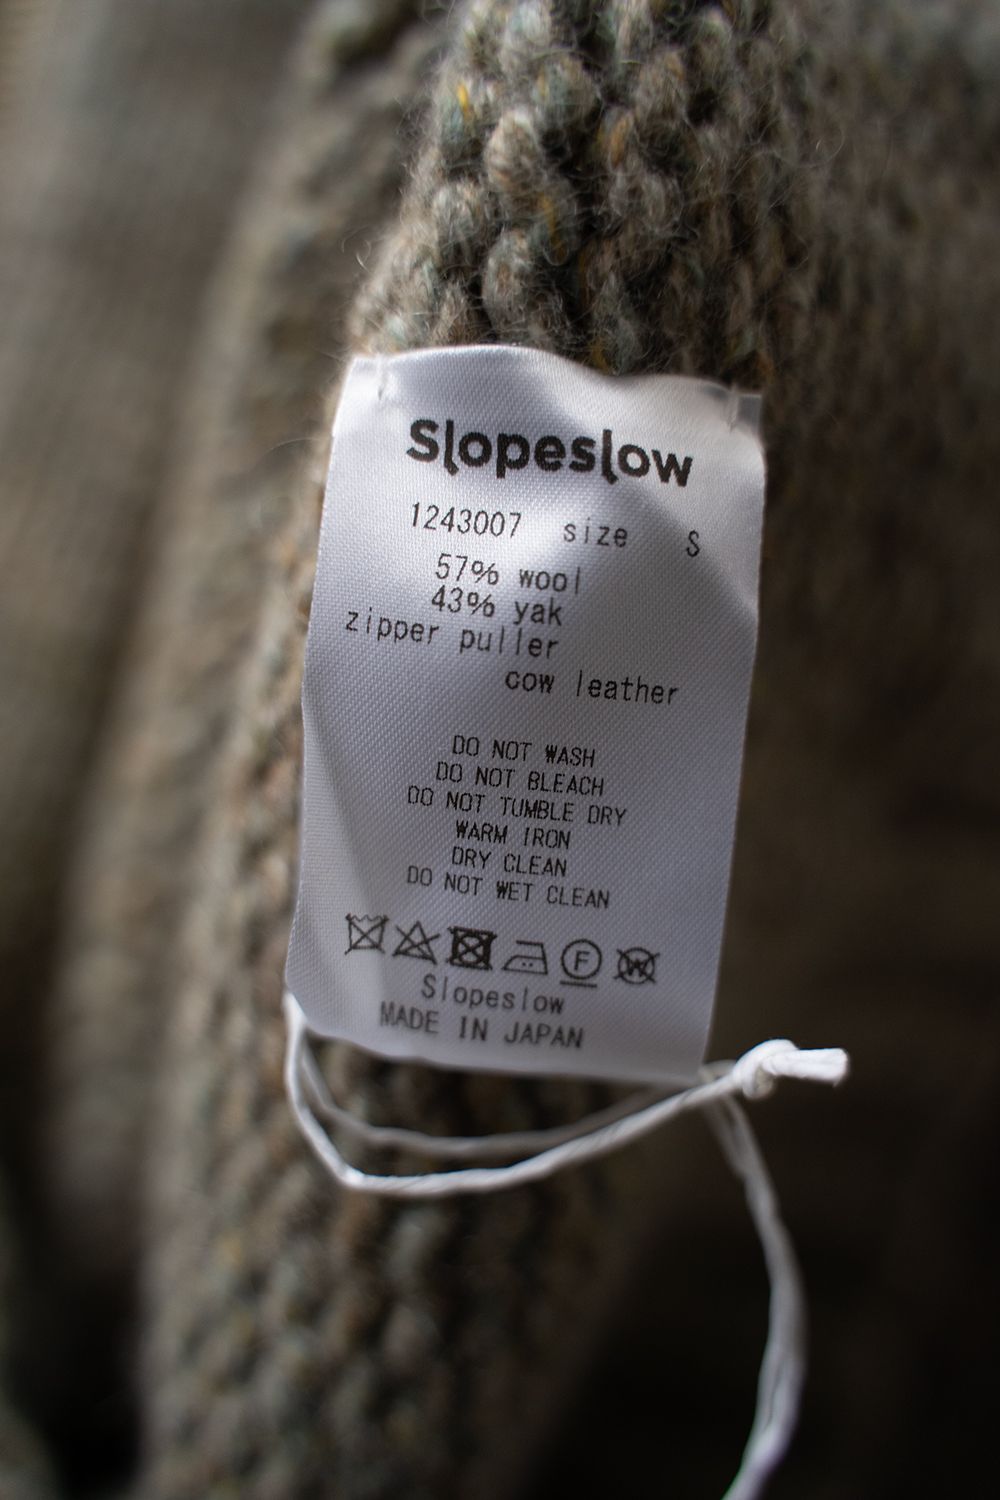 Slopeslow
1243007 size S
57% wool
43% yak
zipper puller
cow leather
DO NOT WASH
DO NOT BLEACH
DO NOT TUMBLE DRY
WARM IRON
DRY CLEAN
DO NOT WET CLEAN
F W
Slopeslow
MADE IN JAPAN